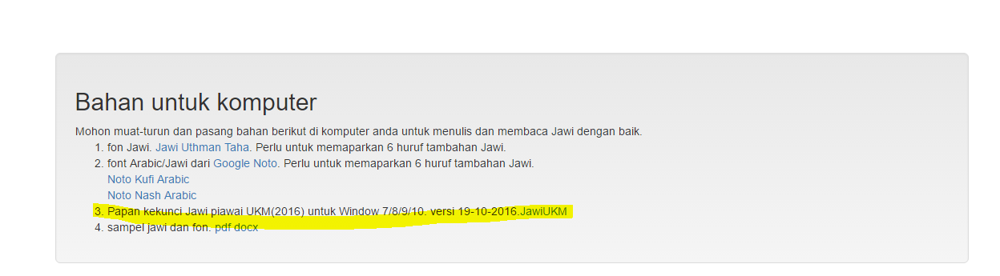 Bahan untuk komputer
Mohon muat-turun dan pasang bahan berikut di komputer anda untuk menulis dan membaca Jawi dengan baik.
1. fon Jawi. Jawi Uthman Taha. Perlu untuk memaparkan 6 huruf tambahan Jawi.
2. font Arabic/Jawi dari Google Noto. Perlu untuk memaparkan 6 huruf tambahan Jawi.
Noto Kufi Arabic
Noto Nash Arabic
3. Papan kekunci Jawi piawai UKM(2016) untuk Window 7/8/9/10. versi 19-10-2016.JawiUKM
4. sampel jawi dan fon. pdf docx